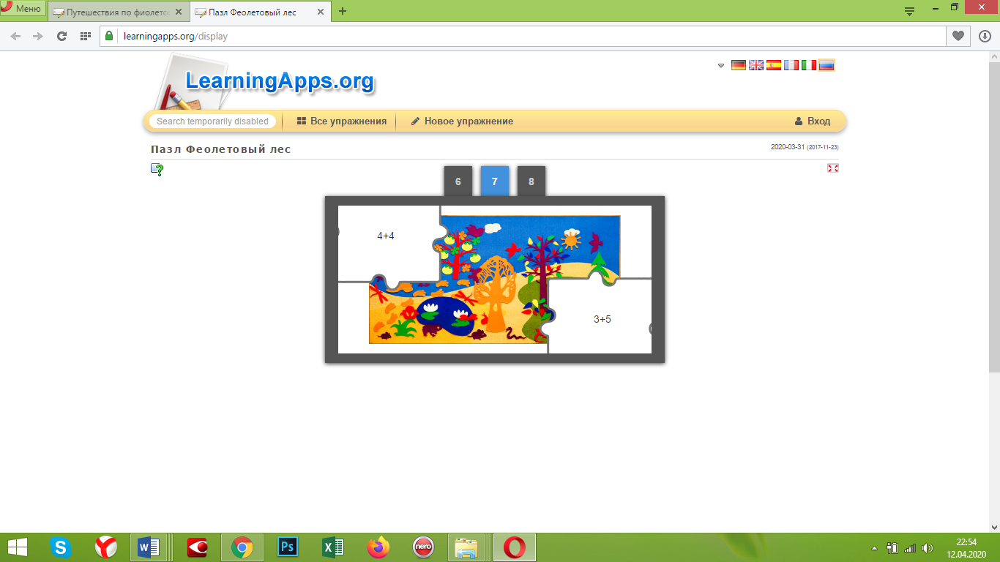 Меню
Путешествия по фиолето
Пазл Феолетовый лес
learningapps.org/display
LearningApps.org
Search temporarily disabled
Все упражнения
Новое упражнение
Вход
Пазл Феолетовый лес
2020-03-31 (2017-11-23)
6 7 8
4+4
3+5
nero
22:54
12.04.2020